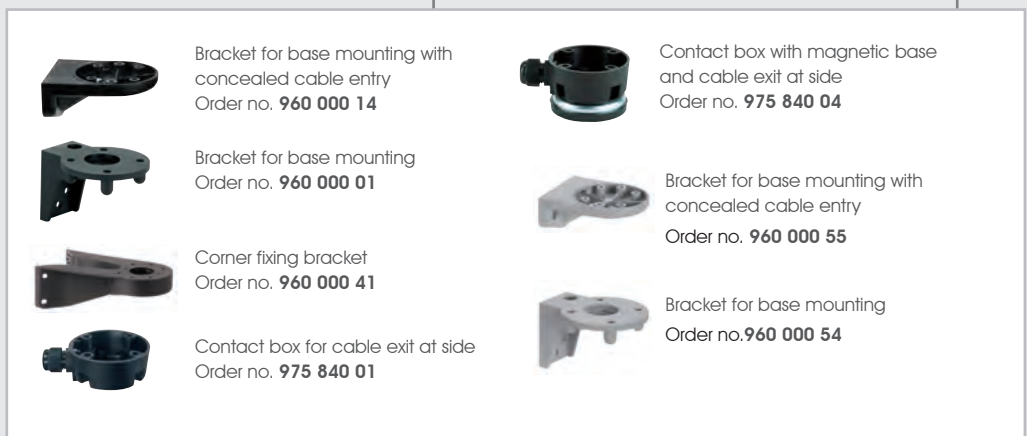 Bracket for base mounting with
concealed cable entry
Order no. 960 000 14
Bracket for base mounting
Order no. 960 000 01
Corner fixing bracket
Order no. 960 000 41
Contact box for cable exit at side
Order no. 975 840 01
Contact box with magnetic base
and cable exit at side
Order no. 975 840 04
Bracket for base mounting with
concealed cable entry
Order no. 960 000 55
Bracket for base mounting
Order no.960 000 54